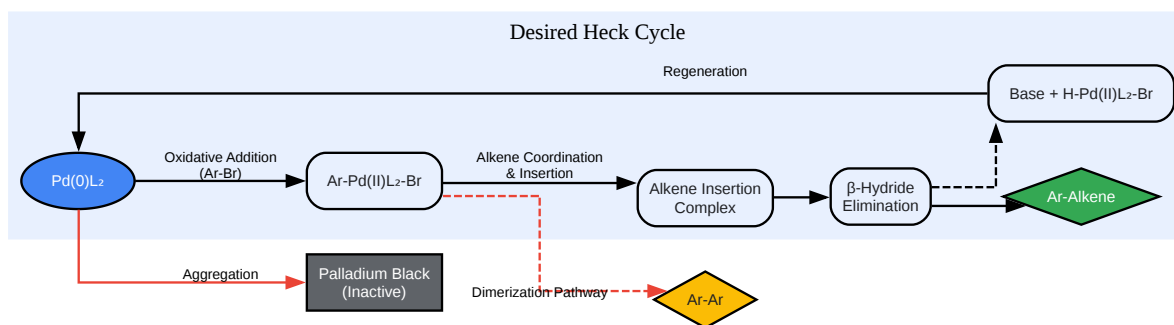 Desired Heck Cycle
Regeneration
Base + H-Pd(II)L₂-Br
Oxidative Addition
(Ar-Br)
Alkene Coordination
& Insertion
Pd(0)L₂
Ar-Pd(II)L₂-Br
Alkene Insertion
Complex
β-Hydride
Elimination
Ar-Alkene
Aggregation
Palladium Black
(Inactive)
Dimerization Pathway
Ar-Ar